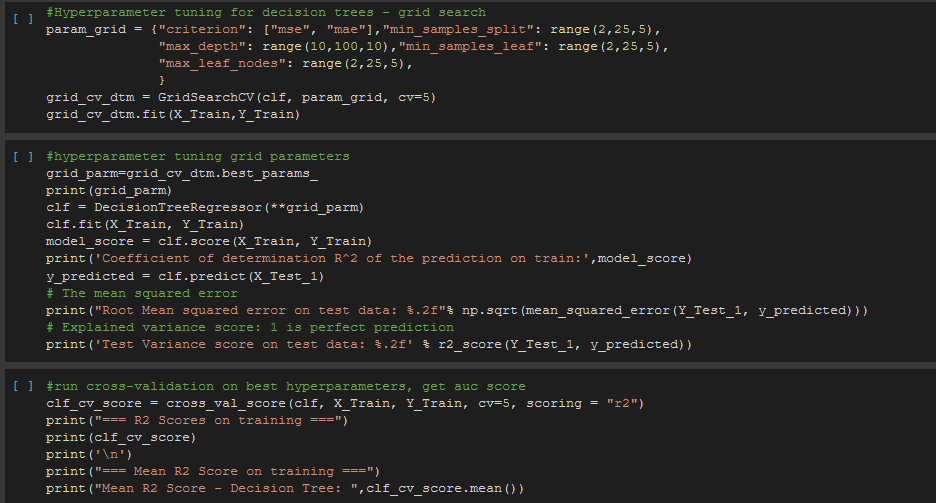 [ ] #Hyperparameter tuning for decision trees - grid search
param_grid = {"criterion": ["mse", "mae"],"min_samples_split": range(2,25,5),
"max_depth": range(10,100,10),"min_samples_leaf": range(2,25,5),
"max_leaf_nodes": range(2,25,5),
}
grid_cv_dtm = GridSearchCV(clf, param_grid, cv=5)
grid_cv_dtm.fit(X_Train,Y_Train)
[ ] #hyperparameter tuning grid parameters
grid_parm=grid_cv_dtm.best_params_
print(grid_parm)
clf = DecisionTreeRegressor(**grid_parm)
clf.fit(X_Train, Y_Train)
model_score = clf.score(X_Train, Y_Train)
print('Coefficient of determination R^2 of the prediction on train:',model_score)
y_predicted = clf.predict(X_Test_1)
# The mean squared error
print("Root Mean squared error on test data: %.2f"% np.sqrt(mean_squared_error(Y_Test_1, y_predicted)))
# Explained variance score: 1 is perfect prediction
print('Test Variance score on test data: %.2f' % r2_score(Y_Test_1, y_predicted))
[ ] #run cross-validation on best hyperparameters, get auc score
clf_cv_score = cross_val_score(clf, X_Train, Y_Train, cv=5, scoring = "r2")
print("=== R2 Scores on training ===")
print(clf_cv_score)
print('\n')
print("=== Mean R2 Score on training ===")
print("Mean R2 Score - Decision Tree: ",clf_cv_score.mean())